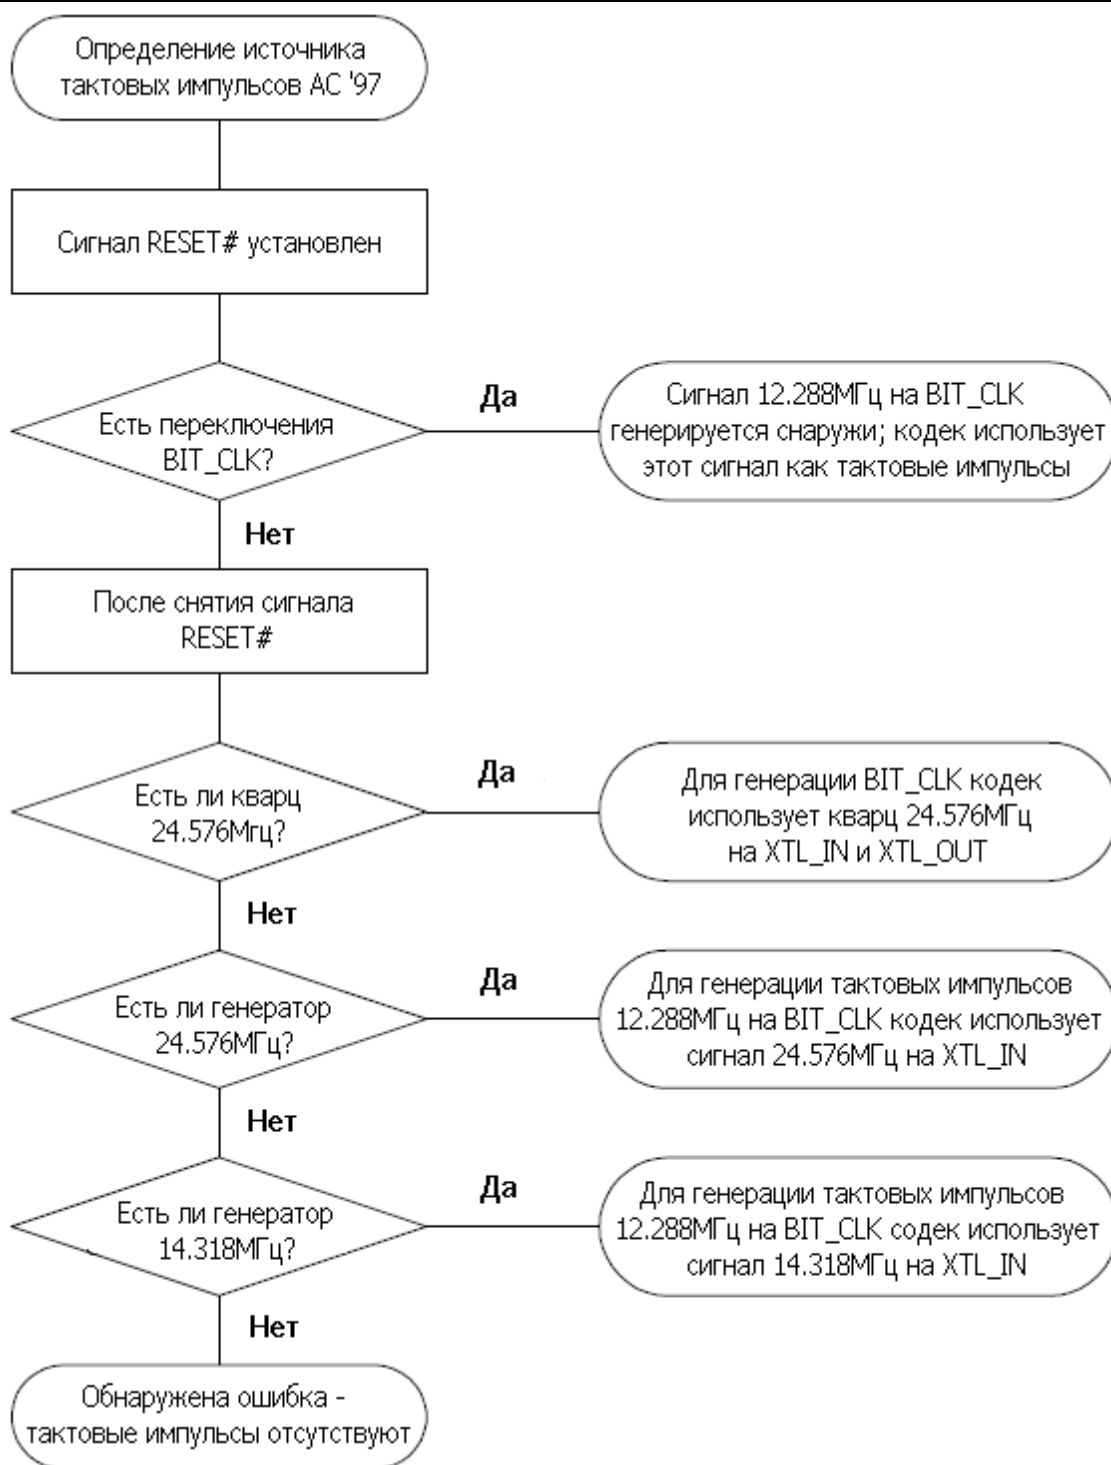 Определение источника
тактовых импульсов AC '97
Сигнал RESET# установлен
Есть переключения
BIT_CLK?
Да
Сигнал 12.288МГц на BIT_CLK
генерируется снаружи; кодек использует
этот сигнал как тактовые импульсы
Нет
После снятия сигнала
RESET#
Есть ли кварц
24.576Мгц?
Да
Для генерации BIT_CLK кодек
использует кварц 24.576МГц
на XTL_IN и XTL_OUT
Нет
Есть ли генератор
24.576МГц?
Да
Для генерации тактовых импульсов
12.288МГц на BIT_CLK кодек использует
сигнал 24.576МГц на XTL_IN
Нет
Есть ли генератор
14.318МГц?
Да
Для генерации тактовых импульсов
12.288МГц на BIT_CLK содек использует
сигнал 14.318МГц на XTL_IN
Нет
Обнаружена ошибка -
тактовые импульсы отсутствуют